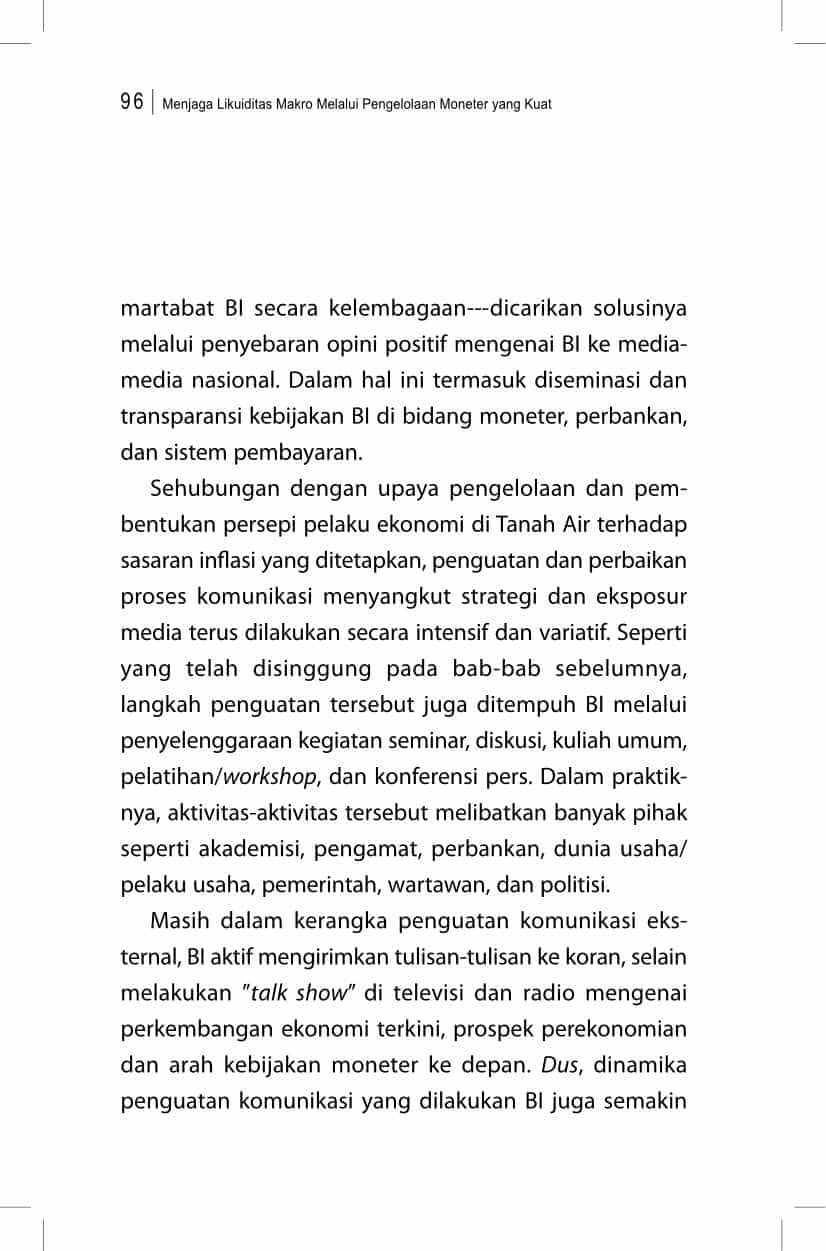 96 | Menjaga Likuiditas Makro Melalui Pengelolaan Moneter yang Kuat
martabat BI secara kelembagaan---dicarikan solusinya
melalui penyebaran opini positif mengenai BI ke media-
media nasional. Dalam hal ini termasuk diseminasi dan
transparansi kebijakan BI di bidang moneter, perbankan,
dan sistem pembayaran.
Sehubungan dengan upaya pengelolaan dan pem-
bentukan persepi pelaku ekonomi di Tanah Air terhadap
sasaran inflasi yang ditetapkan, penguatan dan perbaikan
proses komunikasi menyangkut strategi dan eksposur
media terus dilakukan secara intensif dan variatif. Seperti
yang telah disinggung pada bab-bab sebelumnya,
langkah penguatan tersebut juga ditempuh BI melalui
penyelenggaraan kegiatan seminar, diskusi, kuliah umum,
pelatihan/workshop, dan konferensi pers. Dalam praktik-
nya, aktivitas-aktivitas tersebut melibatkan banyak pihak
seperti akademisi, pengamat, perbankan, dunia usaha/
pelaku usaha, pemerintah, wartawan, dan politisi.
Masih dalam kerangka penguatan komunikasi eks-
ternal, BI aktif mengirimkan tulisan-tulisan ke koran, selain
melakukan "talk show" di televisi dan radio mengenai
perkembangan ekonomi terkini, prospek perekonomian
dan arah kebijakan moneter ke depan. Dus, dinamika
penguatan komunikasi yang dilakukan BI juga semakin